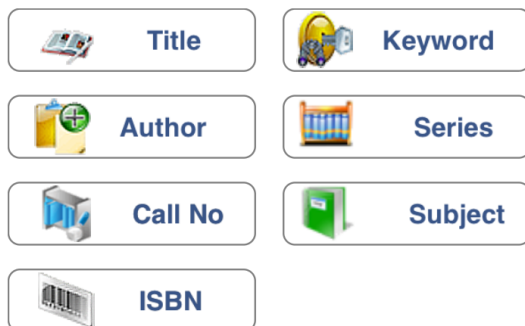 Title
Keyword
Author
Series
Call No
Subject
ISBN